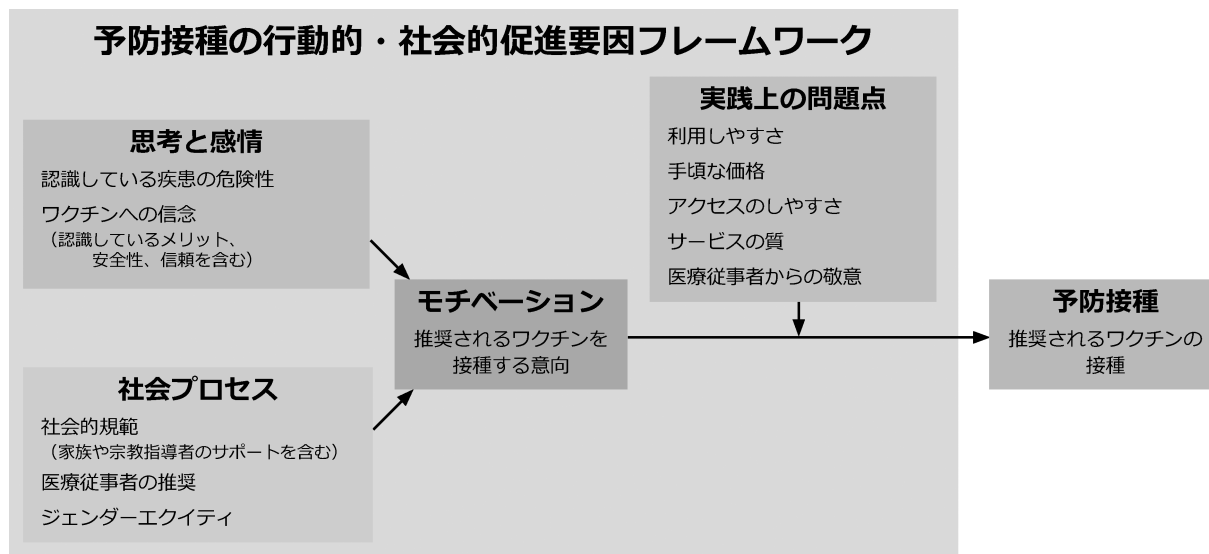 予防接種の行動的・社会的促進要因フレームワーク
思考と感情
認識している疾患の危険性
ワクチンへの信念
（認識しているメリット、
安全性、信頼を含む）
社会プロセス
社会的規範
（家族や宗教指導者のサポートを含む）
医療従事者の推奨
ジェンダーエクイティ
モチベーション
推奨されるワクチンを
接種する意向
実践上の問題点
利用しやすさ
手頃な価格
アクセスのしやすさ
サービスの質
医療従事者からの敬意
予防接種
推奨されるワクチンの
接種